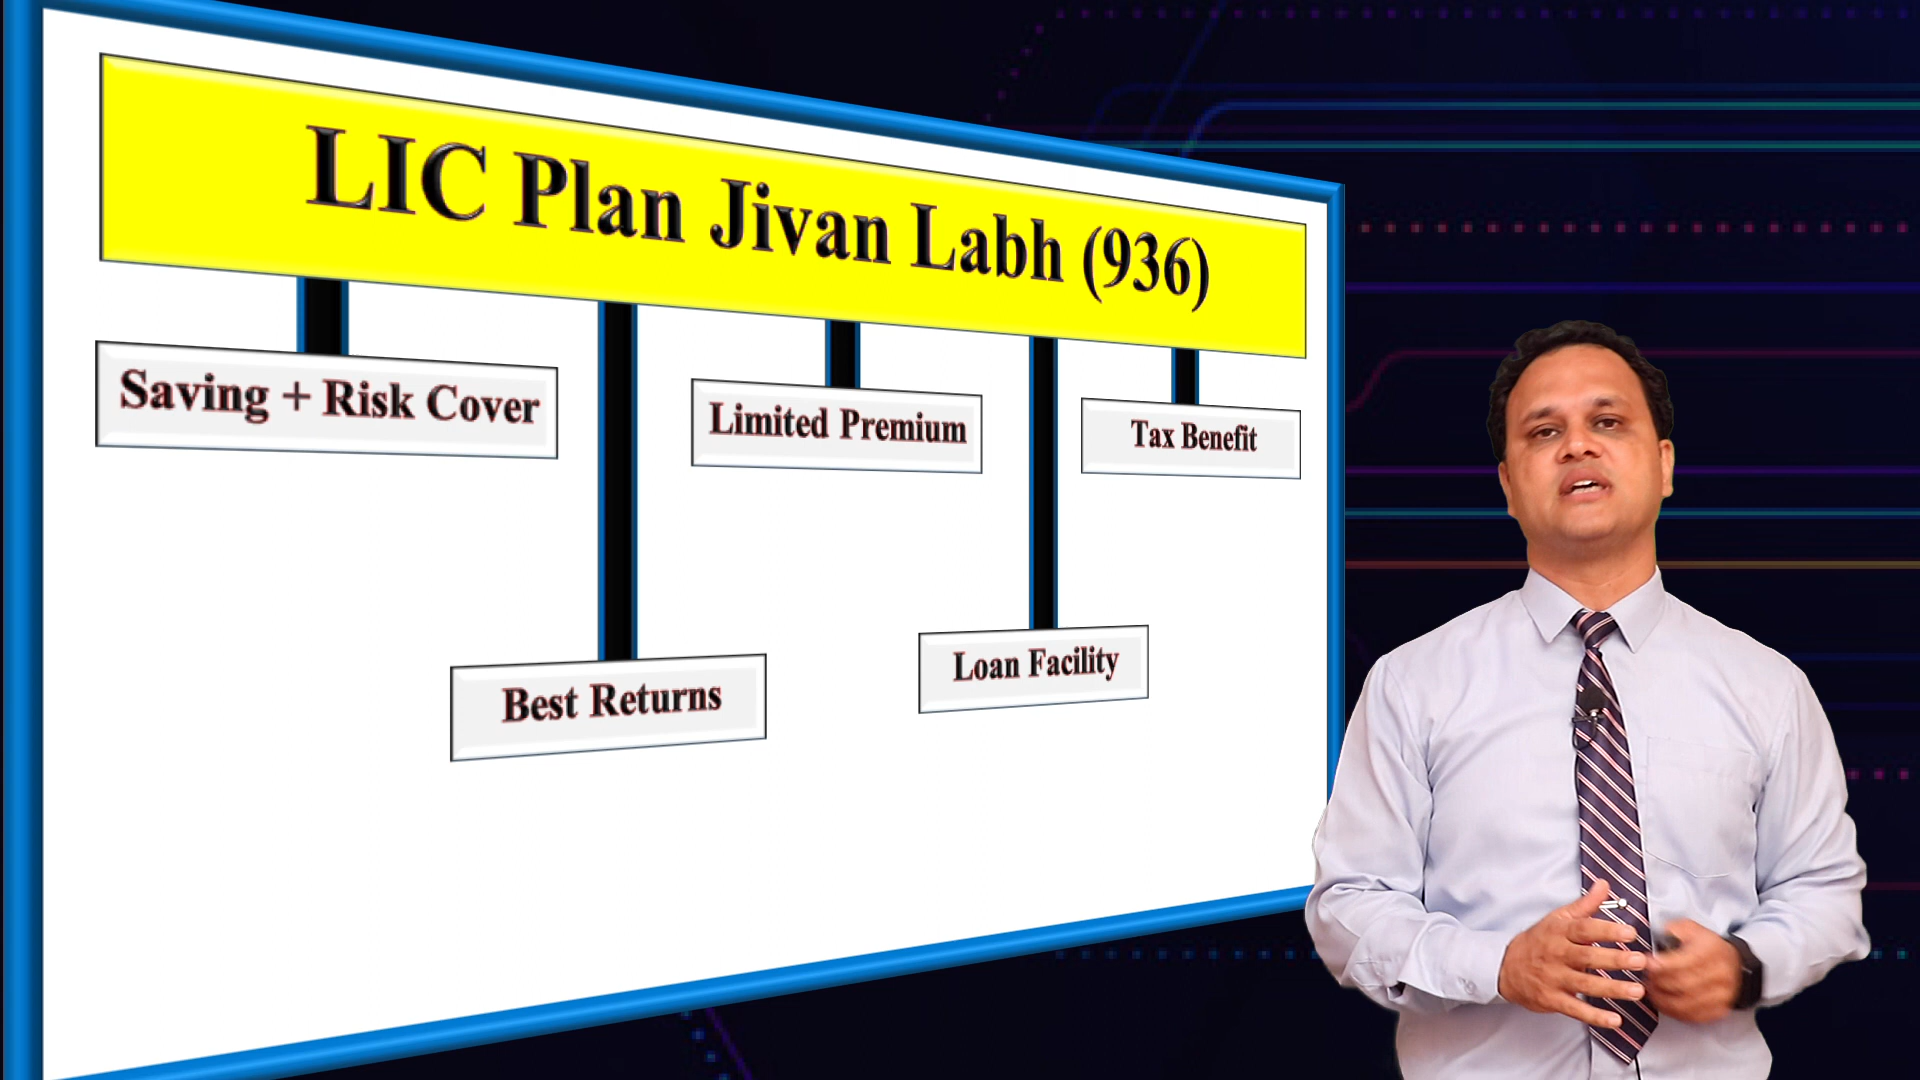 LIC Plan Jivan Labh (936)
Saving + Risk Cover
Limited Premium
Tax Benefit
Best Returns
Loan Facility